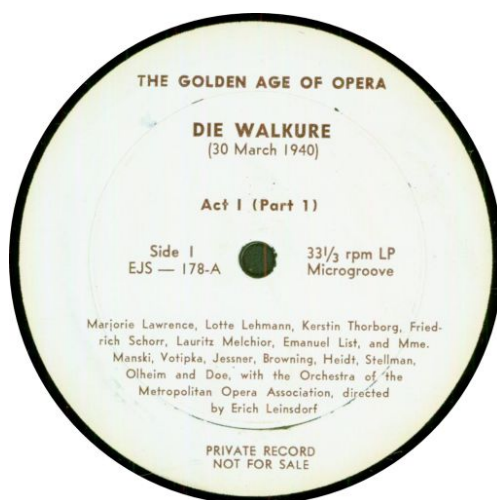 THE GOLDEN AGE OF OPERA
DIE WALKURE
(30 March 1940)
Act I (Part 1)
Side 1
EJS — 178-A
33 1/3 rpm LP
Microgroove
Marjorie Lawrence, Lotte Lehmann, Kerstin Thorborg, Fried-
rich Schorr, Lauritz Melchior, Emanuel List, and Mme.
Manski, Votipka, Jessner, Browning, Heidt, Stellman,
Olheim and Doe, with the Orchestra of the
Metropolitan Opera Association, directed
by Erich Leinsdorf
PRIVATE RECORD
NOT FOR SALE